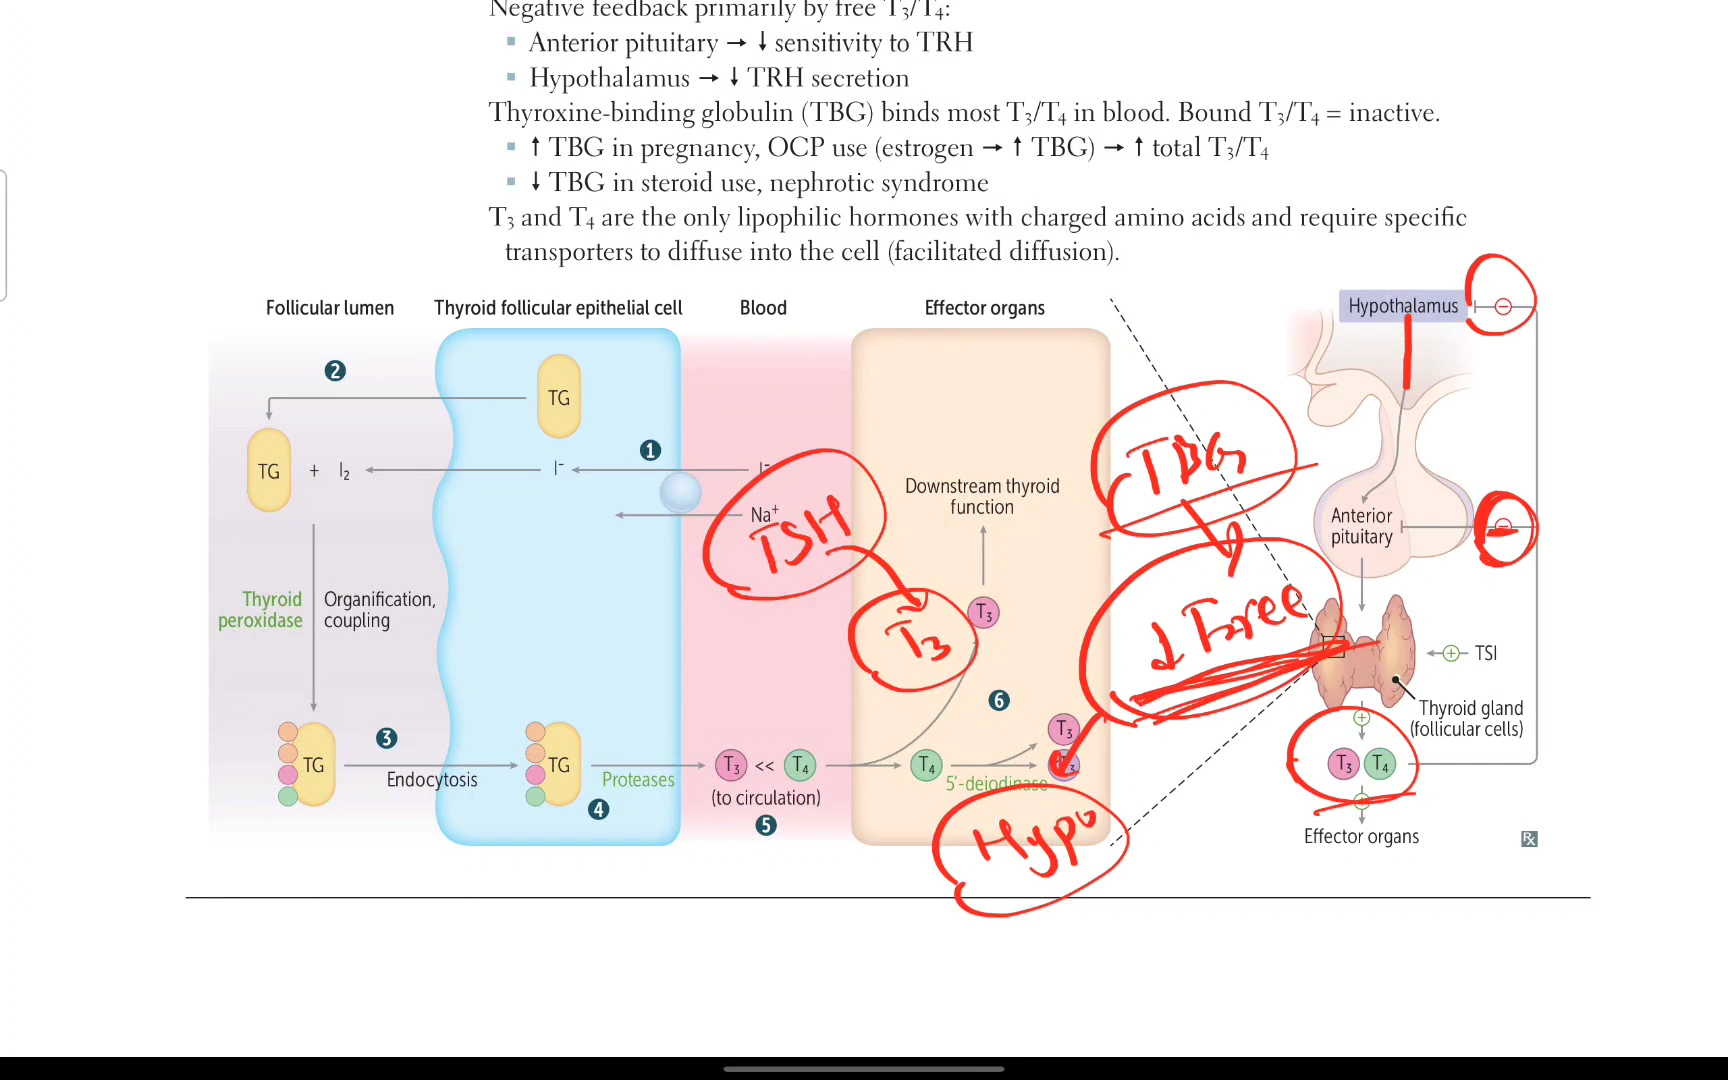 Negative feedback primarily by free T3/T4:
▪ Anterior pituitary → ↓ sensitivity to TRH
▪ Hypothalamus → ↓ TRH secretion
Thyroxine-binding globulin (TBG) binds most T3/T4 in blood. Bound T3/T4 = inactive.
▪ ↑ TBG in pregnancy, OCP use (estrogen → ↑ TBG) → ↑ total T3/T4
▪ ↓ TBG in steroid use, nephrotic syndrome
T3 and T4 are the only lipophilic hormones with charged amino acids and require specific
transporters to diffuse into the cell (facilitated diffusion).
Follicular lumen
Thyroid follicular epithelial cell
Blood
Effector organs
Hypothalamus
2
TG
TG + I2
I⁻
1
I⁻
Na⁺
TSH
T3
Downstream thyroid
function
T3
TBG
↓ Free
Anterior
pituitary
Thyroid
peroxidase
Organification,
coupling
TSI
Thyroid gland
(follicular cells)
TG
3
Endocytosis
TG
4
Proteases
T3 << T4
(to circulation)
5
6
T4
5'-deiodinase
T3
Hypo
T3 T4
Effector organs
Rx